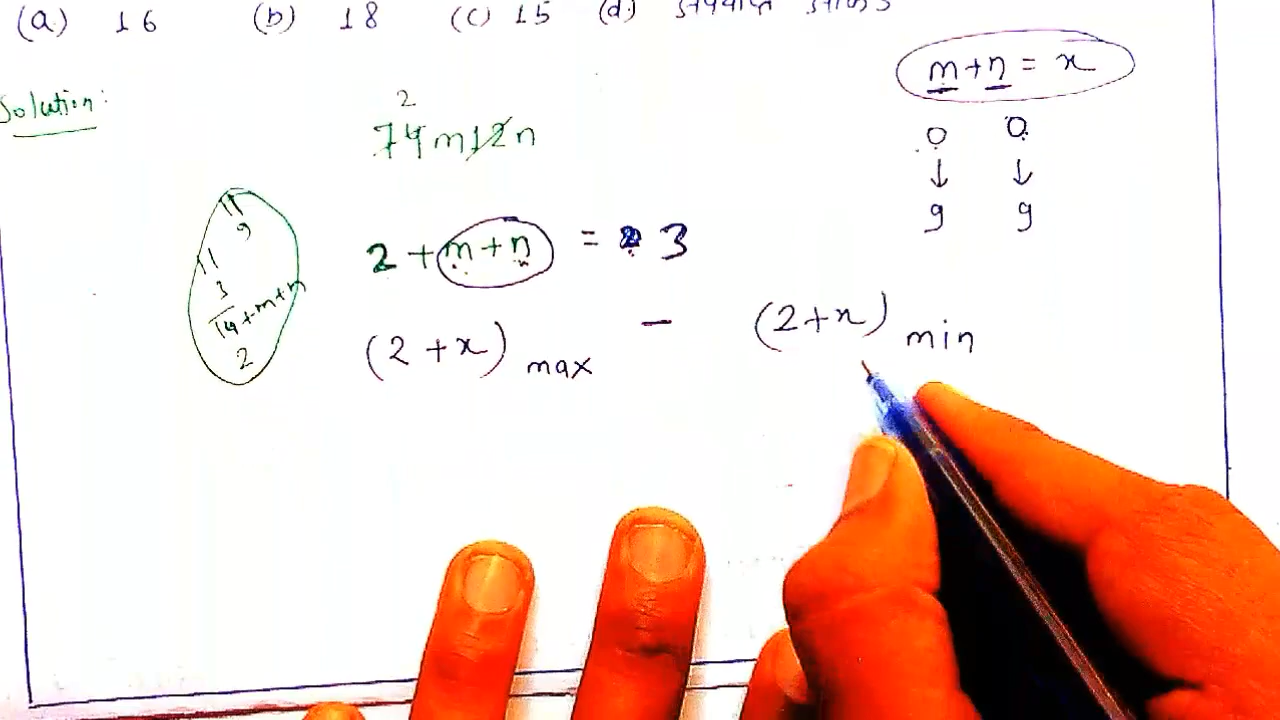 (a) 16 (b) 18 (c) 15 (d)
m + n = x
Solution:
2
74m12n
0 0
↓ ↓
9 9
11
9
11
3
14+m+n
2
2 + m + n = 3
(2 + x) max - (2+x) min